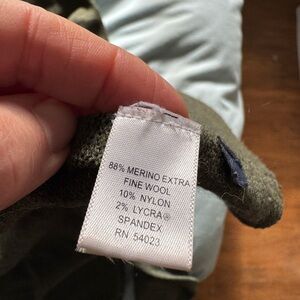 88% MERINO EXTRA
FINE WOOL
10% NYLON
2% LYCRA®
SPANDEX
RN 54023